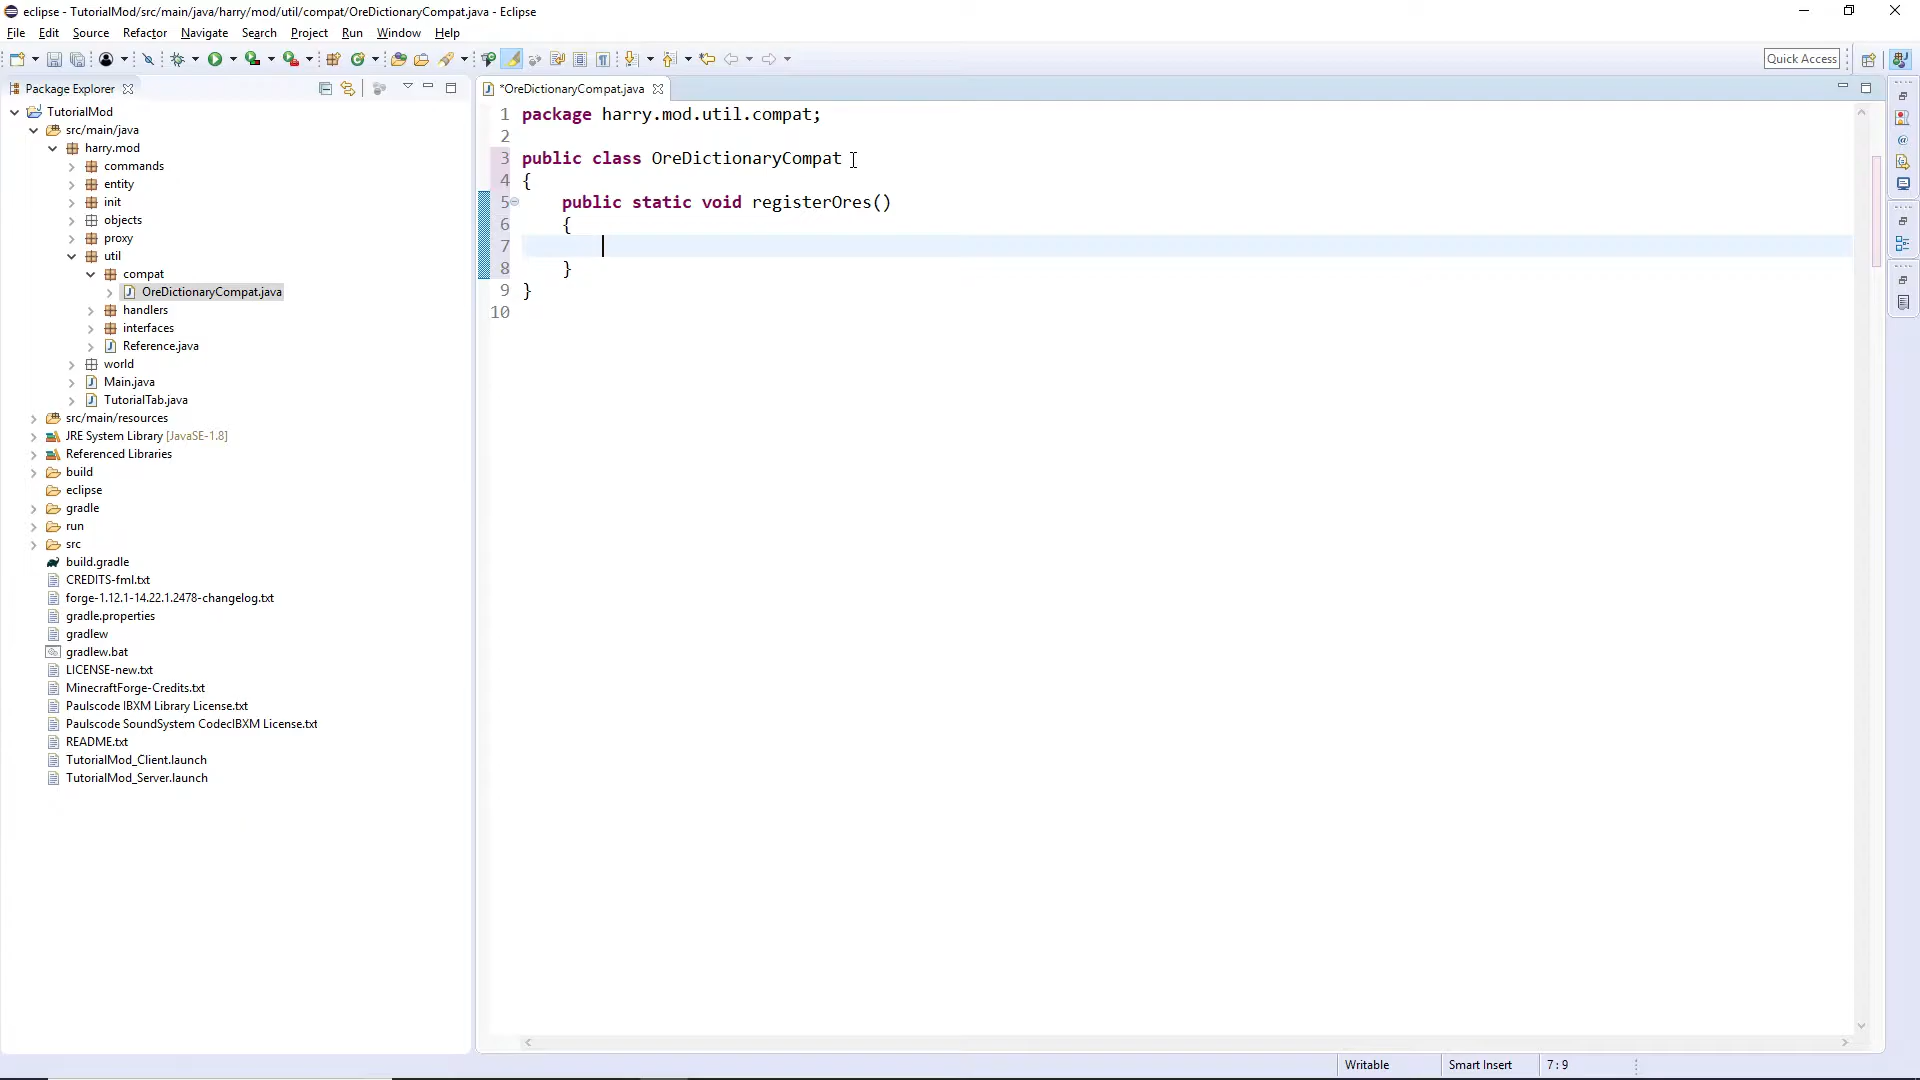 eclipse - TutorialMod/src/main/java/harry/mod/util/compat/OreDictionaryCompat.java - Eclipse
File Edit Source Refactor Navigate Search Project Run Window Help
Quick Access
Package Explorer
*OreDictionaryCompat.java
TutorialMod
src/main/java
harry.mod
commands
entity
init
objects
proxy
util
compat
OreDictionaryCompat.java
handlers
interfaces
Reference.java
world
Main.java
TutorialTab.java
src/main/resources
JRE System Library [JavaSE-1.8]
Referenced Libraries
build
eclipse
gradle
run
src
build.gradle
CREDITS-fml.txt
forge-1.12.1-14.22.1.2478-changelog.txt
gradle.properties
gradlew
gradlew.bat
LICENSE-new.txt
MinecraftForge-Credits.txt
Paulscode IBXM Library License.txt
Paulscode SoundSystem CodecIBXM License.txt
README.txt
TutorialMod_Client.launch
TutorialMod_Server.launch
1 package harry.mod.util.compat;
2
3 public class OreDictionaryCompat
4 {
5 public static void registerOres()
6 {
7
8 }
9 }
10
Writable Smart Insert 7 : 9